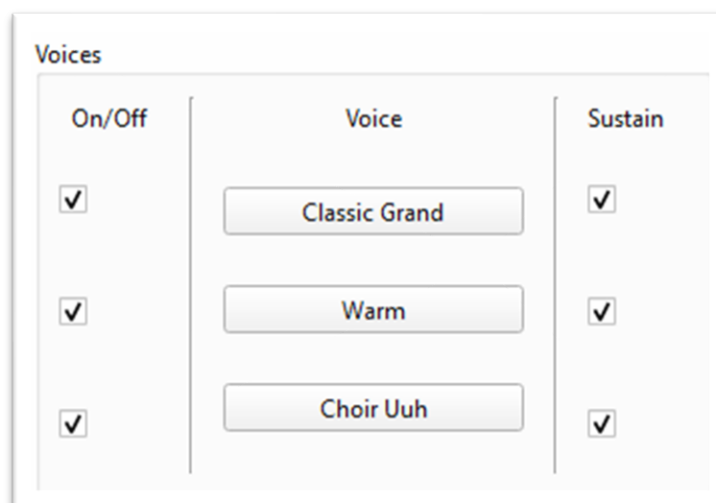 Voices
On/Off Voice Sustain
Classic Grand
Warm
Choir Uuh